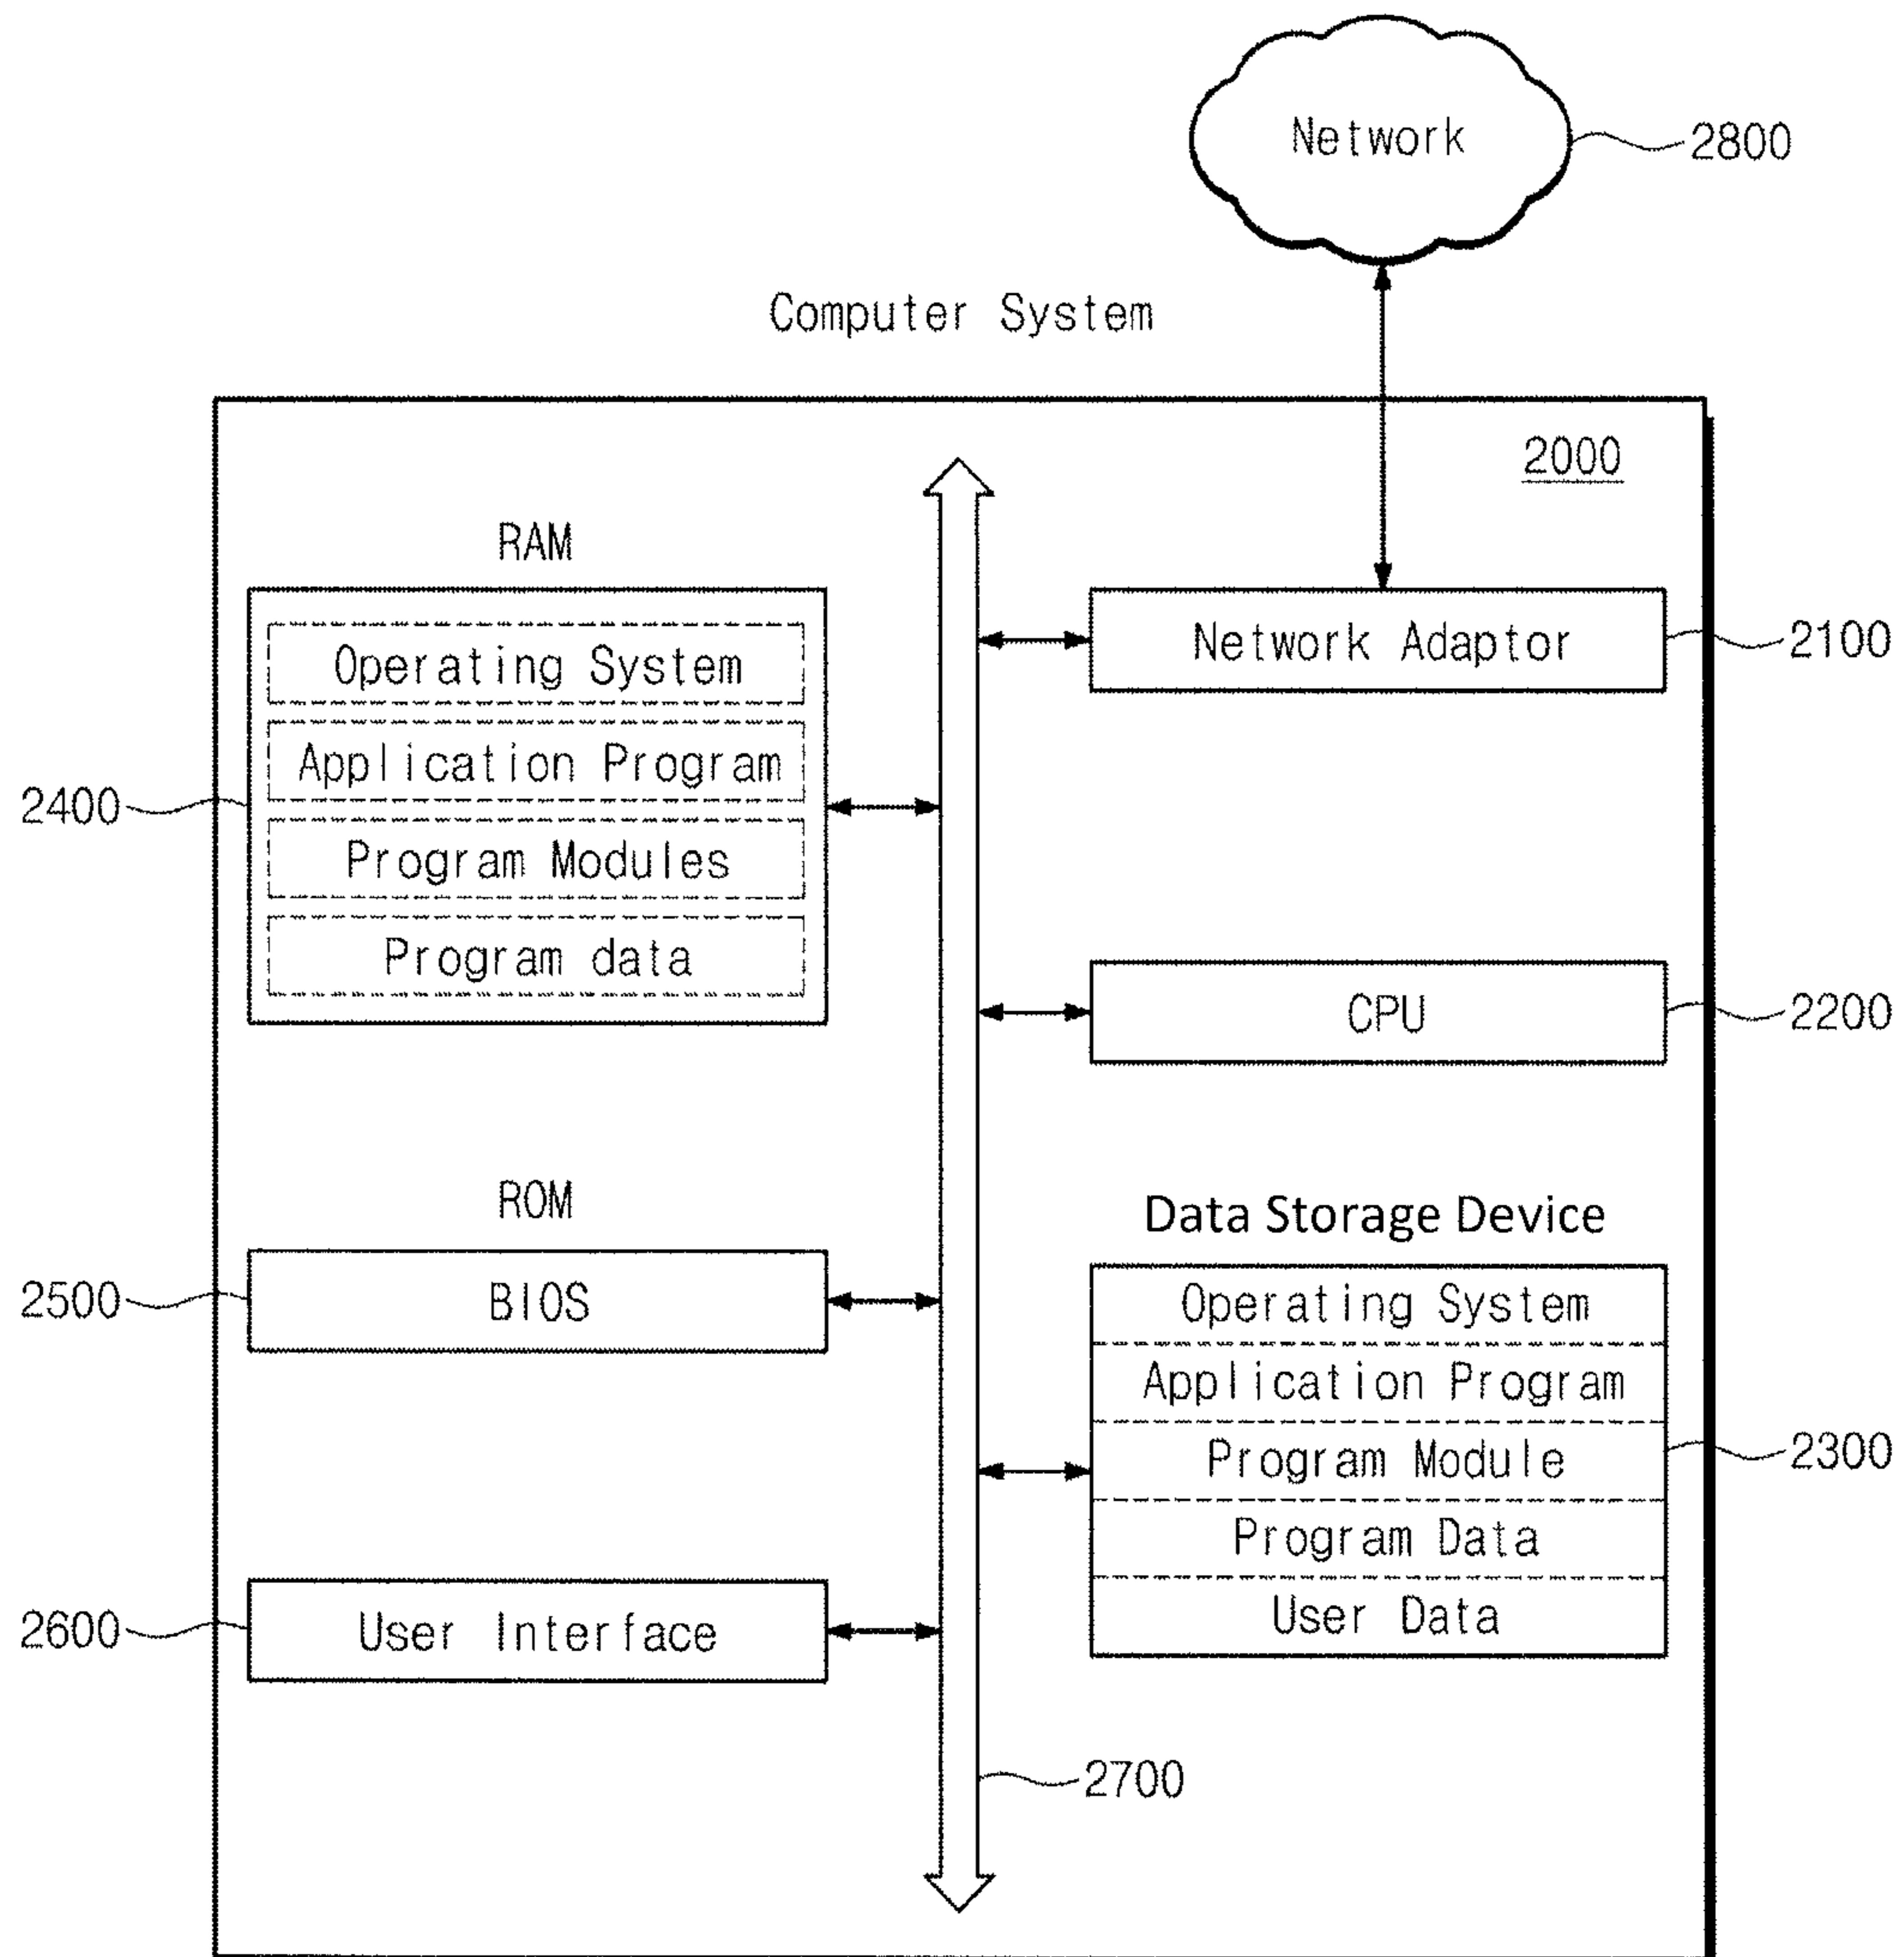 Network
2800
Computer System
2000
RAM
Operating System
Application Program
Program Modules
Program data
2400
Network Adaptor
2100
CPU
2200
ROM
BIOS
2500
Data Storage Device
Operating System
Application Program
Program Module
Program Data
User Data
2300
User Interface
2600
2700